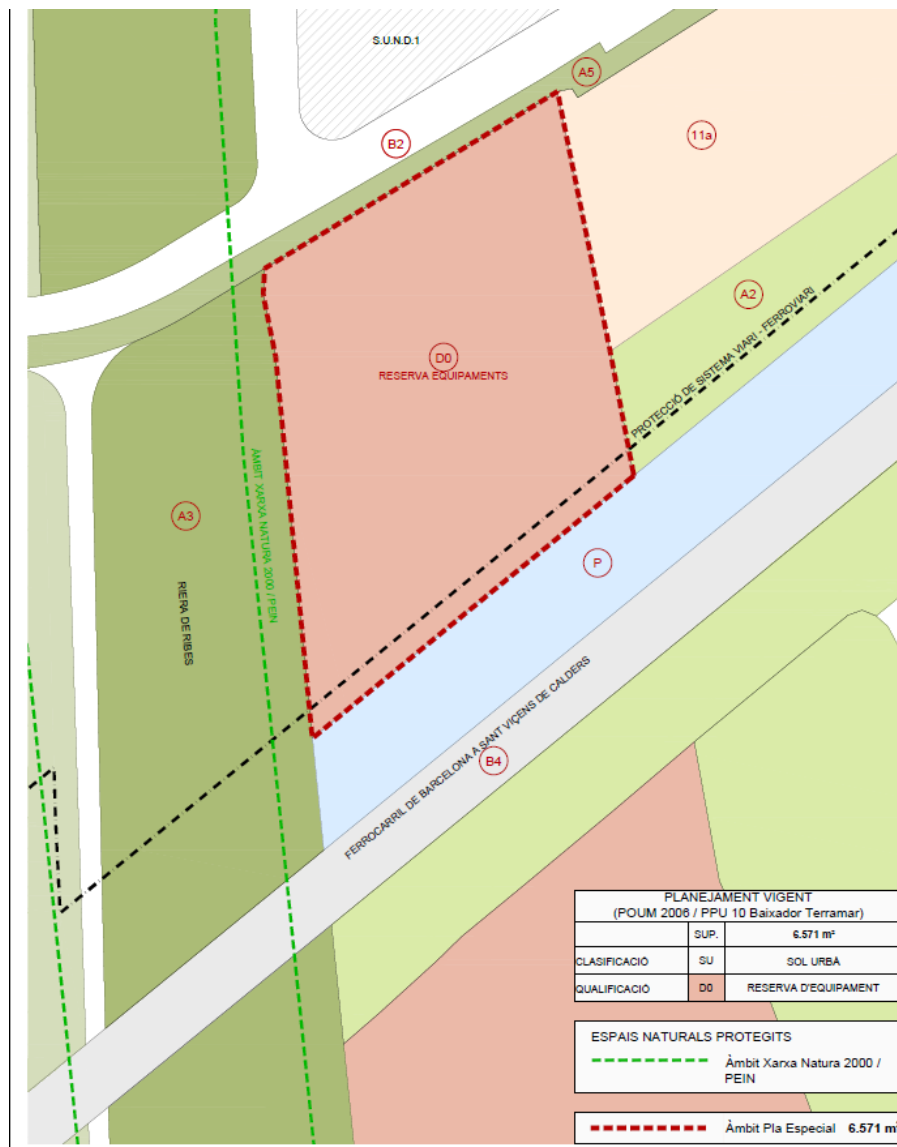 S.U.N.D.1
A5
B2
11a
A2
D0
RESERVA EQUIPAMENTS
PROTECCIÓ DE SISTEMA VIARI - FERROVIARI
ÀMBIT XARXA NATURA 2000 / PEIN
A3
P
RIERA DE RIBES
FERROCARRIL DE BARCELONA A SANT VIÇENS DE CALDERS
B4
PLANEJAMENT VIGENT
(POUM 2006 / PPU 10 Baixador Terramar)
SUP. 6.571 m²
CLASIFICACIÓ SU SOL URBÀ
QUALIFICACIÓ D0 RESERVA D'EQUIPAMENT
ESPAIS NATURALS PROTEGITS
Àmbit Xarxa Natura 2000 /
PEIN
Àmbit Pla Especial 6.571 m²